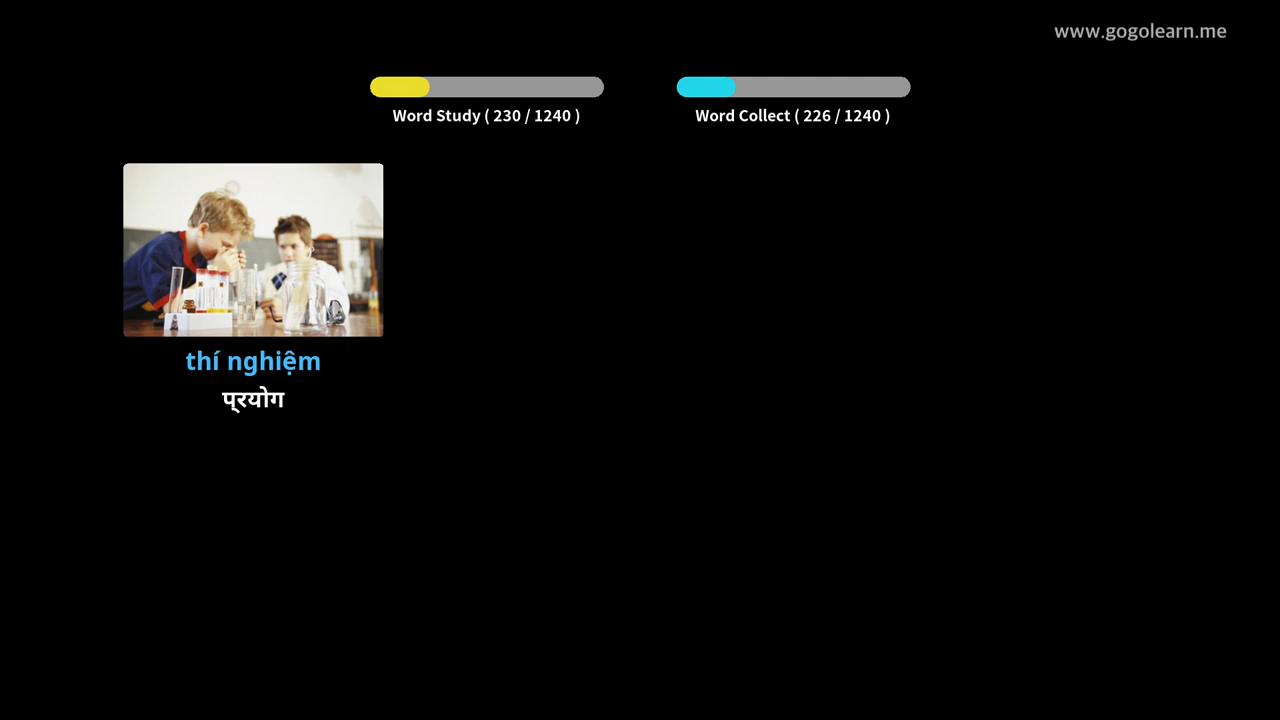 www.gogolearn.me
Word Study ( 230 / 1240 )
Word Collect ( 226 / 1240 )
thí nghiệm
प्रयोग